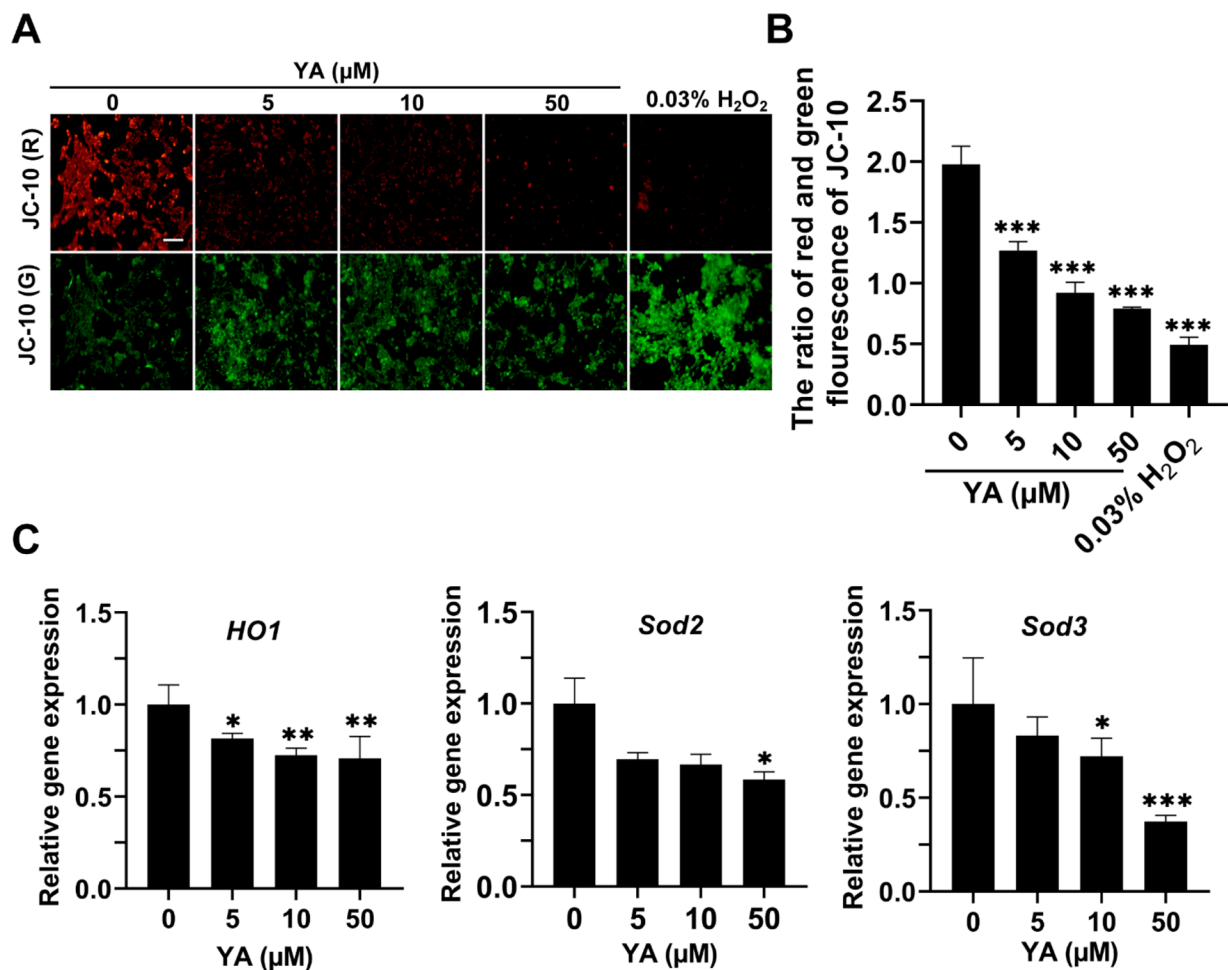 A
YA (µM)
0 5 10 50 0.03% H₂O₂
JC-10 (R)
JC-10 (G)
B
The ratio of red and green
flourescence of JC-10
2.5
2.0
1.5
1.0
0.5
0.0
***
***
***
***
0 5 10 50 0.03% H₂O₂
YA (µM)
C
Relative gene expression
HO1
1.5
1.0
0.5
0.0
*
**
**
0 5 10 50
YA (µM)
Relative gene expression
Sod2
1.5
1.0
0.5
0.0
*
0 5 10 50
YA (µM)
Relative gene expression
Sod3
1.5
1.0
0.5
0.0
*
***
0 5 10 50
YA (µM)